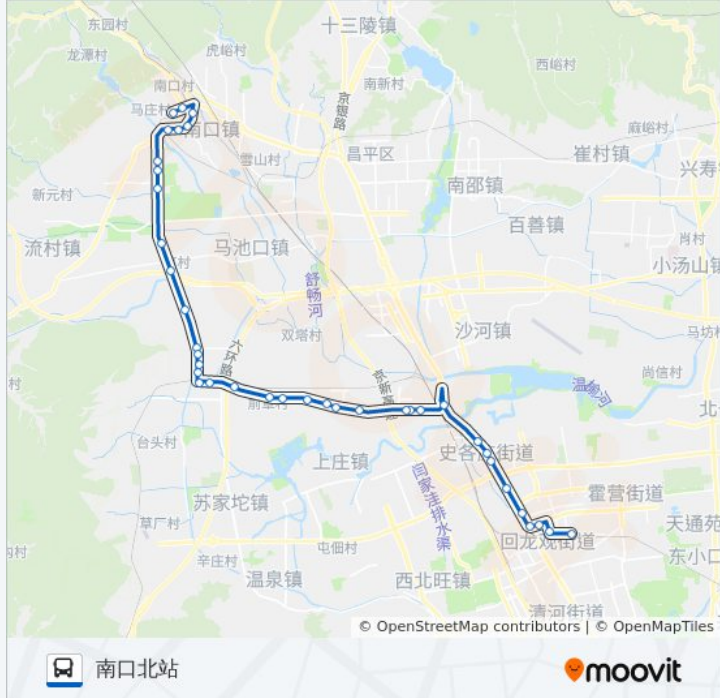 十三陵镇
东园村
虎峪村
龙潭村
西峪村
南口村
南新村
马庄村
京银路
南口镇
麻峪村
昌平区
崔村镇
雪山村
兴寿
南邵镇
新元村
百善镇
流村镇
马池口镇
肖村
村
小汤山镇
舒畅河
沙河镇
马坊
双塔村
六环路
尚信村
村
京新高速
温榆河
北
台头村
上庄镇
史各庄街道
闫家洼排水渠
苏家坨镇
霍营街道
草厂村
天通苑
屯佃村
回龙观街道
沟村
辛庄村
东小口
温泉镇
西北旺镇
清河街道
© OpenStreetMap contributors | © OpenMapTiles
南口北站
moovit